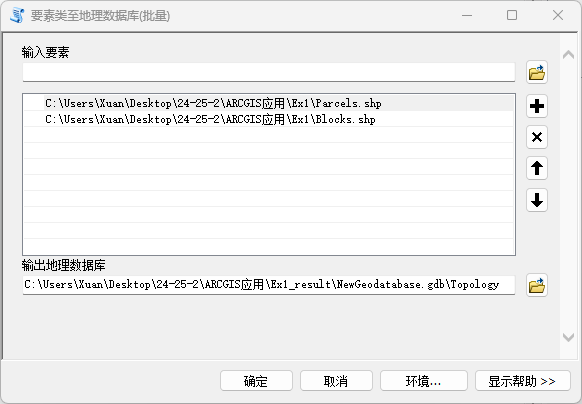 要素类至地理数据库(批量)
输入要素
C:\Users\Xuan\Desktop\24-25-2\ARCGIS应用\Ex1\Parcels.shp
C:\Users\Xuan\Desktop\24-25-2\ARCGIS应用\Ex1\Blocks.shp
输出地理数据库
C:\Users\Xuan\Desktop\24-25-2\ARCGIS应用\Ex1_result\NewGeodatabase.gdb\Topology
确定 取消 环境... 显示帮助 >>